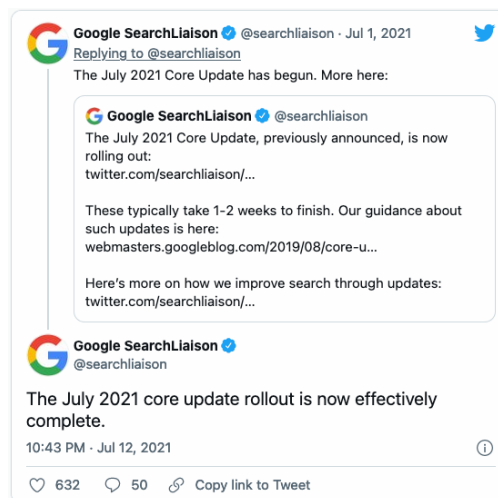 Google SearchLiaison @searchliaison · Jul 1, 2021
Replying to @searchliaison
The July 2021 Core Update has begun. More here:
Google SearchLiaison @searchliaison
The July 2021 Core Update, previously announced, is now
rolling out:
twitter.com/searchliaison/...
These typically take 1-2 weeks to finish. Our guidance about
such updates is here:
webmasters.googleblog.com/2019/08/core-u...
Here's more on how we improve search through updates:
twitter.com/searchliaison/...
Google SearchLiaison
@searchliaison
The July 2021 core update rollout is now effectively
complete.
10:43 PM · Jul 12, 2021
632 50 Copy link to Tweet